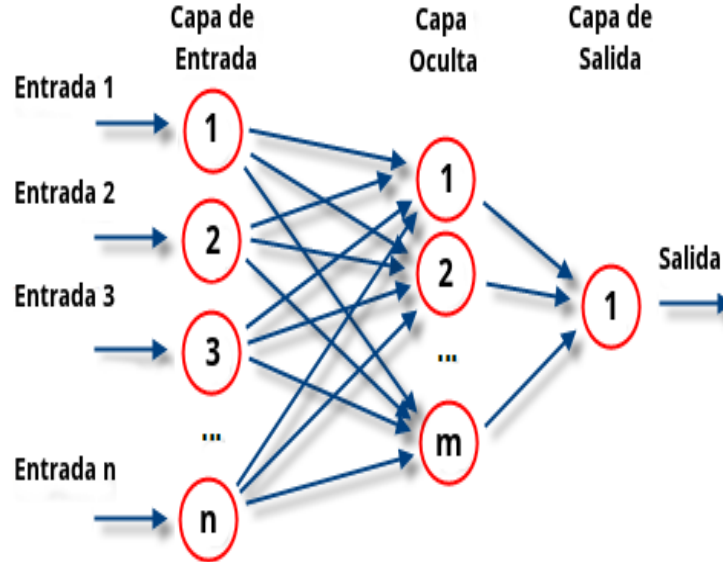 Capa de
Entrada
Capa
Oculta
Capa de
Salida
Entrada 1
1
Entrada 2
2
Entrada 3
3
...
Entrada n
n
1
2
...
m
1
Salida